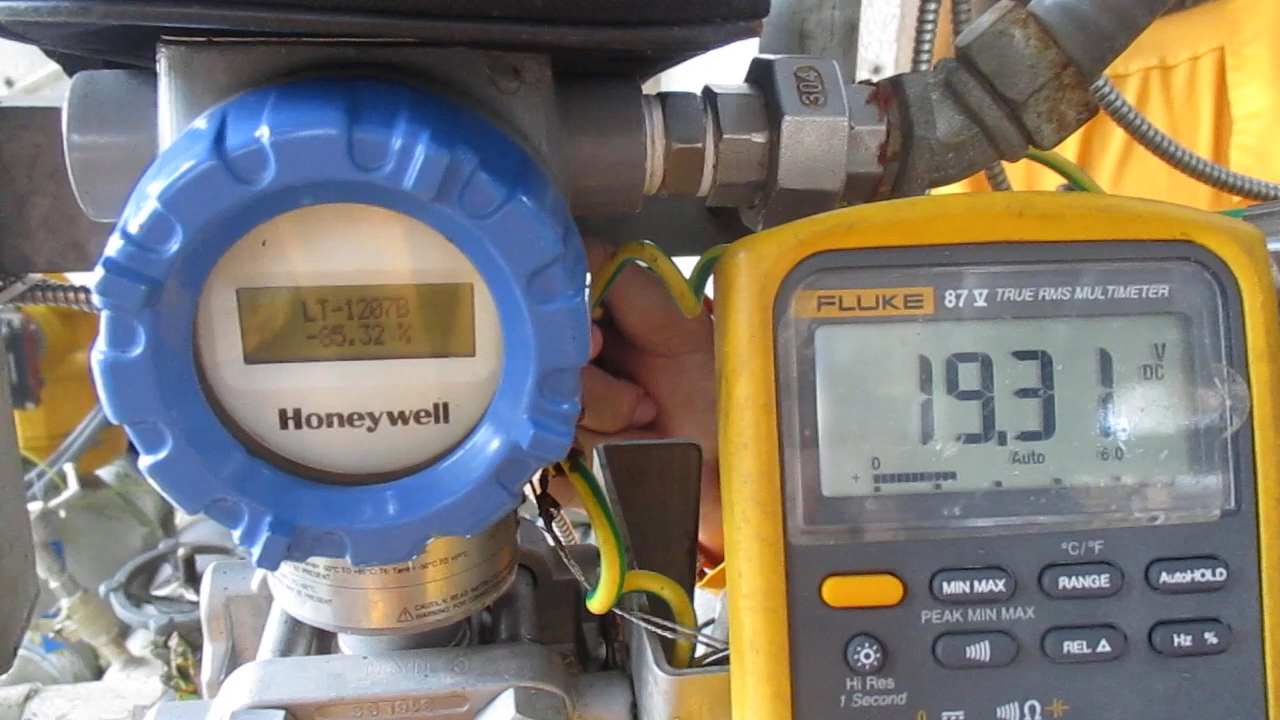 304
LT-1207B
-85.32 %
Honeywell
FLUKE 87 V TRUE RMS MULTIMETER
19.31 V DC
Auto 60
0
+
°C/°F
MIN MAX
RANGE
AutoHOLD
PEAK MIN MAX
REL Δ
Hz %
Hi Res
1 Second
Ω